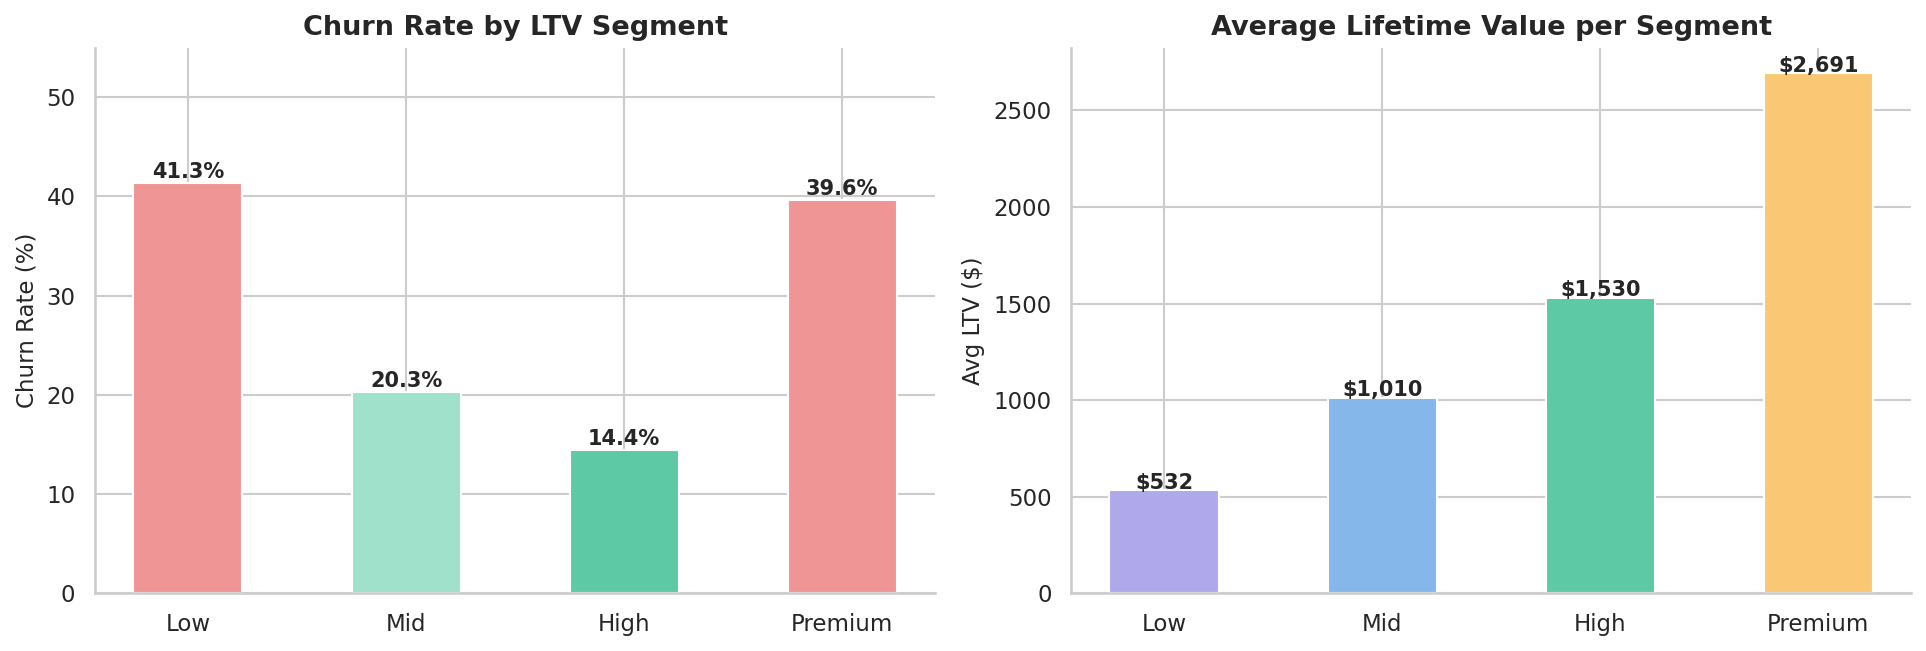 Churn Rate by LTV Segment
Churn Rate (%)
50
40
30
20
10
0
41.3%
20.3%
14.4%
39.6%
Low
Mid
High
Premium
Average Lifetime Value per Segment
Avg LTV ($)
2500
2000
1500
1000
500
0
$532
$1,010
$1,530
$2,691
Low
Mid
High
Premium